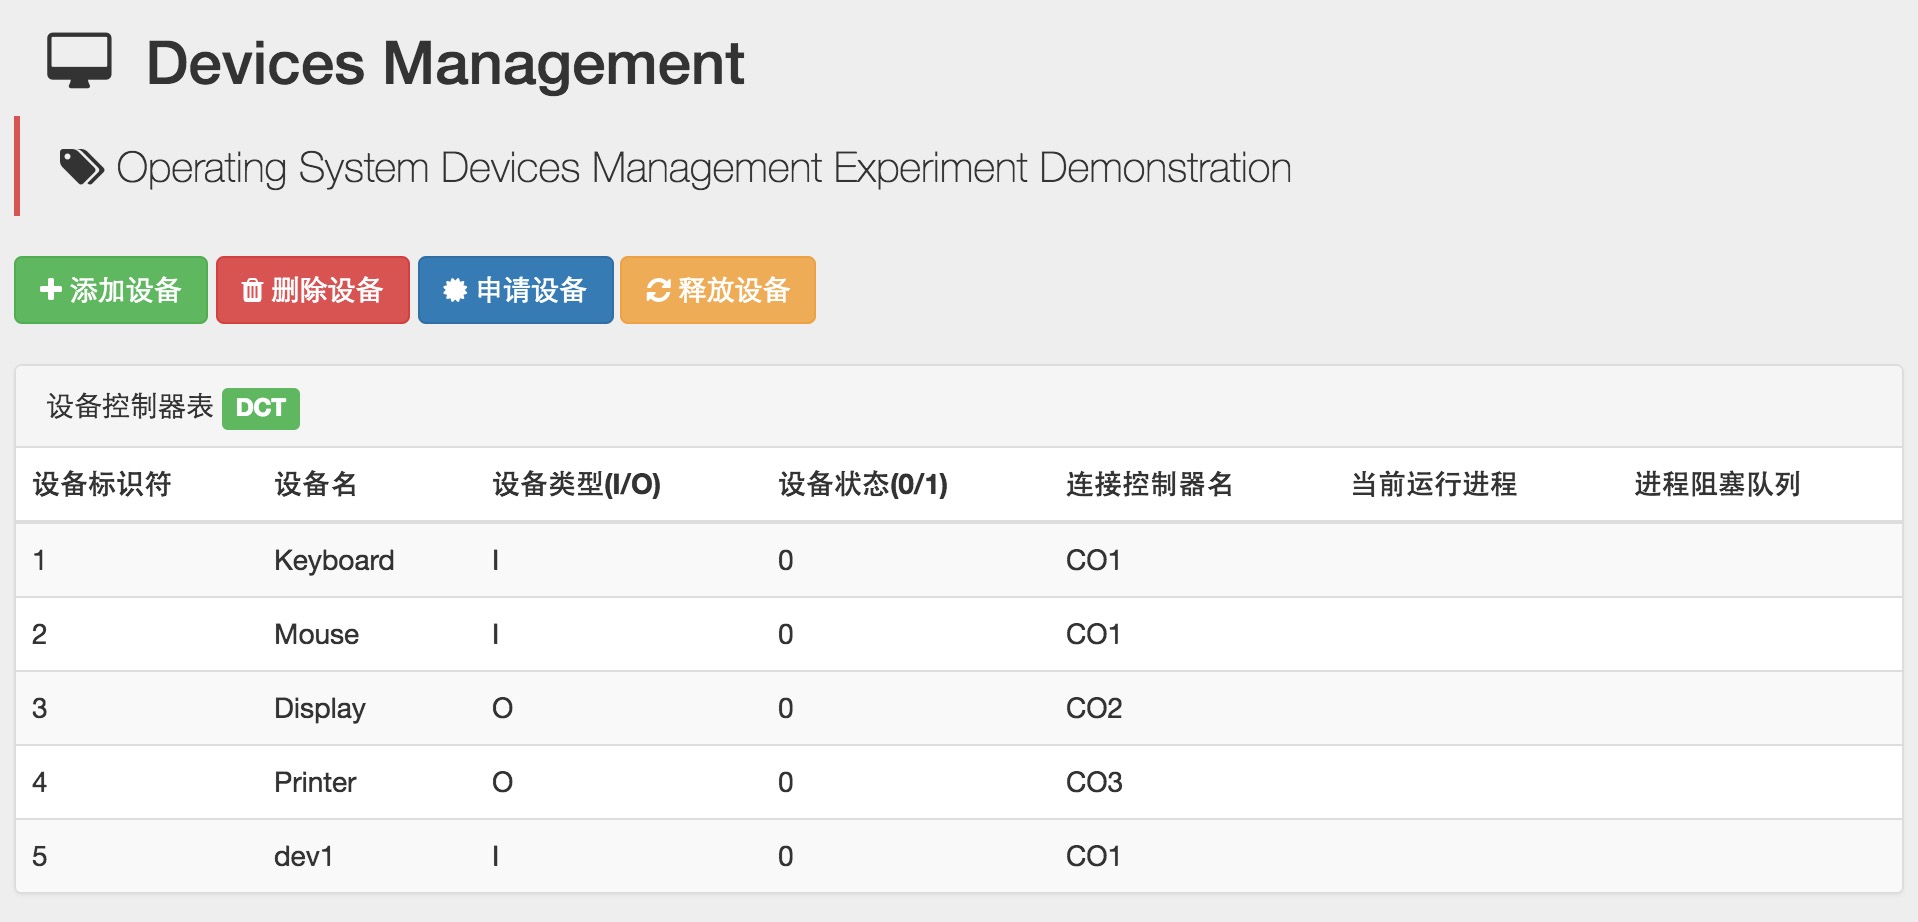 Devices Management
Operating System Devices Management Experiment Demonstration
添加设备 删除设备 申请设备 释放设备
设备控制器表 DCT
设备标识符 设备名 设备类型(I/O) 设备状态(0/1) 连接控制器名 当前运行进程 进程阻塞队列
1 Keyboard I 0 CO1
2 Mouse I 0 CO1
3 Display O 0 CO2
4 Printer O 0 CO3
5 dev1 I 0 CO1